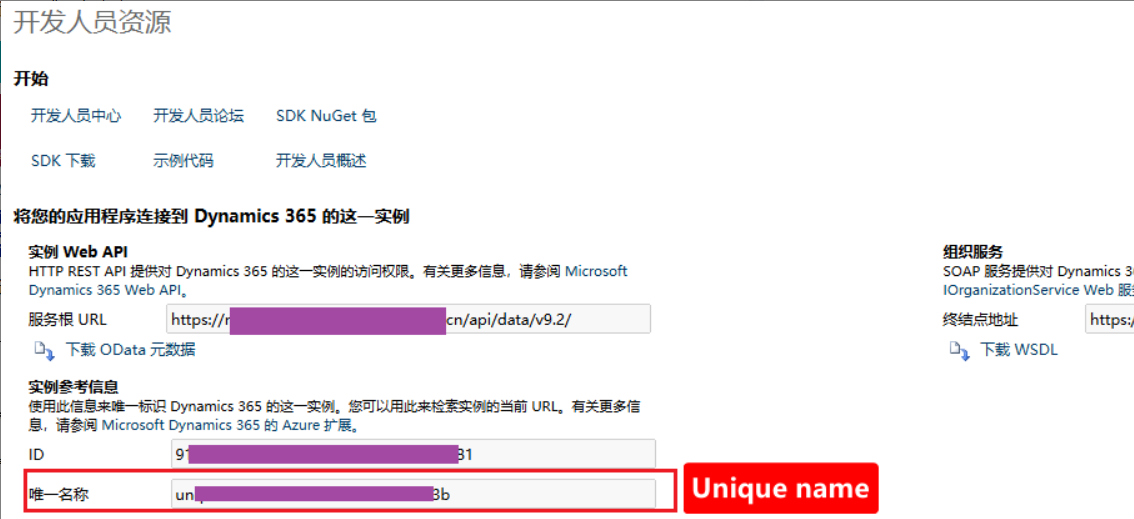 开发人员资源
开始
开发人员中心 开发人员论坛 SDK NuGet 包
SDK 下载 示例代码 开发人员概述
将您的应用程序连接到 Dynamics 365 的这一实例
实例 Web API
HTTP REST API 提供对 Dynamics 365 的这一实例的访问权限。有关更多信息，请参阅 Microsoft
Dynamics 365 Web API。
服务根 URL https://r cn/api/data/v9.2/
下载 OData 元数据
实例参考信息
使用此信息来唯一标识 Dynamics 365 的这一实例。您可以用此来检索实例的当前 URL。有关更多信
息，请参阅 Microsoft Dynamics 365 的 Azure 扩展。
ID 91 31
唯一名称 un 3b
Unique name
组织服务
SOAP 服务提供对 Dynamics
IOrganizationService Web
终结点地址 https:/
下载 WSDL